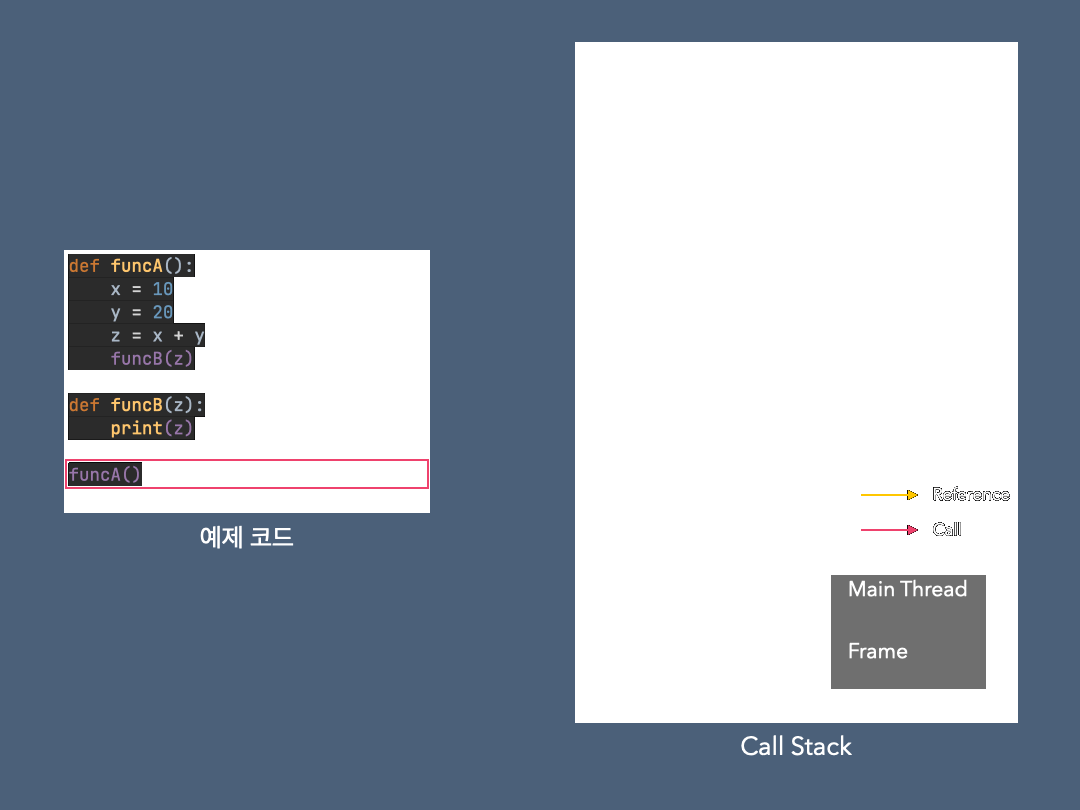 def funcA():
    x = 10
    y = 20
    z = x + y
    funcB(z)
def funcB(z):
    print(z)
funcA()
예제 코드
Reference
Call
Main Thread
Frame
Call Stack